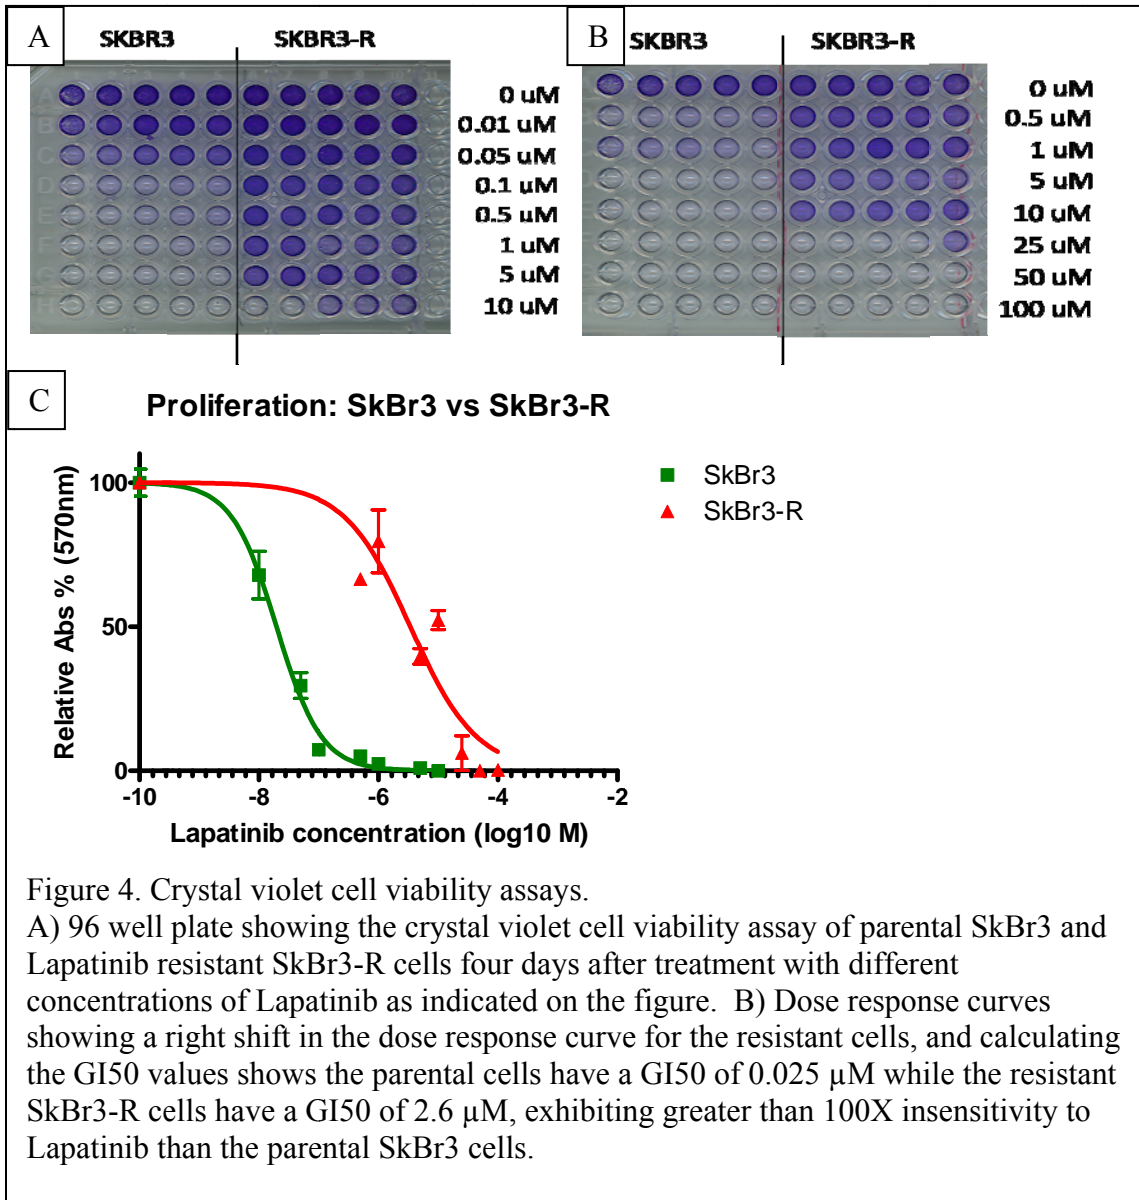 A
SKBR3
SKBR3-R
0 uM
0.01 uM
0.05 uM
0.1 uM
0.5 uM
1 uM
5 uM
10 uM
B
SKBR3
SKBR3-R
0 uM
0.5 uM
1 uM
5 uM
10 uM
25 uM
50 uM
100 uM
C
Proliferation: SkBr3 vs SkBr3-R
Relative Abs % (570nm)
100
50
0
-10
-8
-6
-4
-2
Lapatinib concentration (log10 M)
SkBr3
SkBr3-R
Figure 4. Crystal violet cell viability assays.
A) 96 well plate showing the crystal violet cell viability assay of parental SkBr3 and
Lapatinib resistant SkBr3-R cells four days after treatment with different
concentrations of Lapatinib as indicated on the figure.  B) Dose response curves
showing a right shift in the dose response curve for the resistant cells, and calculating
the GI50 values shows the parental cells have a GI50 of 0.025 µM while the resistant
SkBr3-R cells have a GI50 of 2.6 µM, exhibiting greater than 100X insensitivity to
Lapatinib than the parental SkBr3 cells.